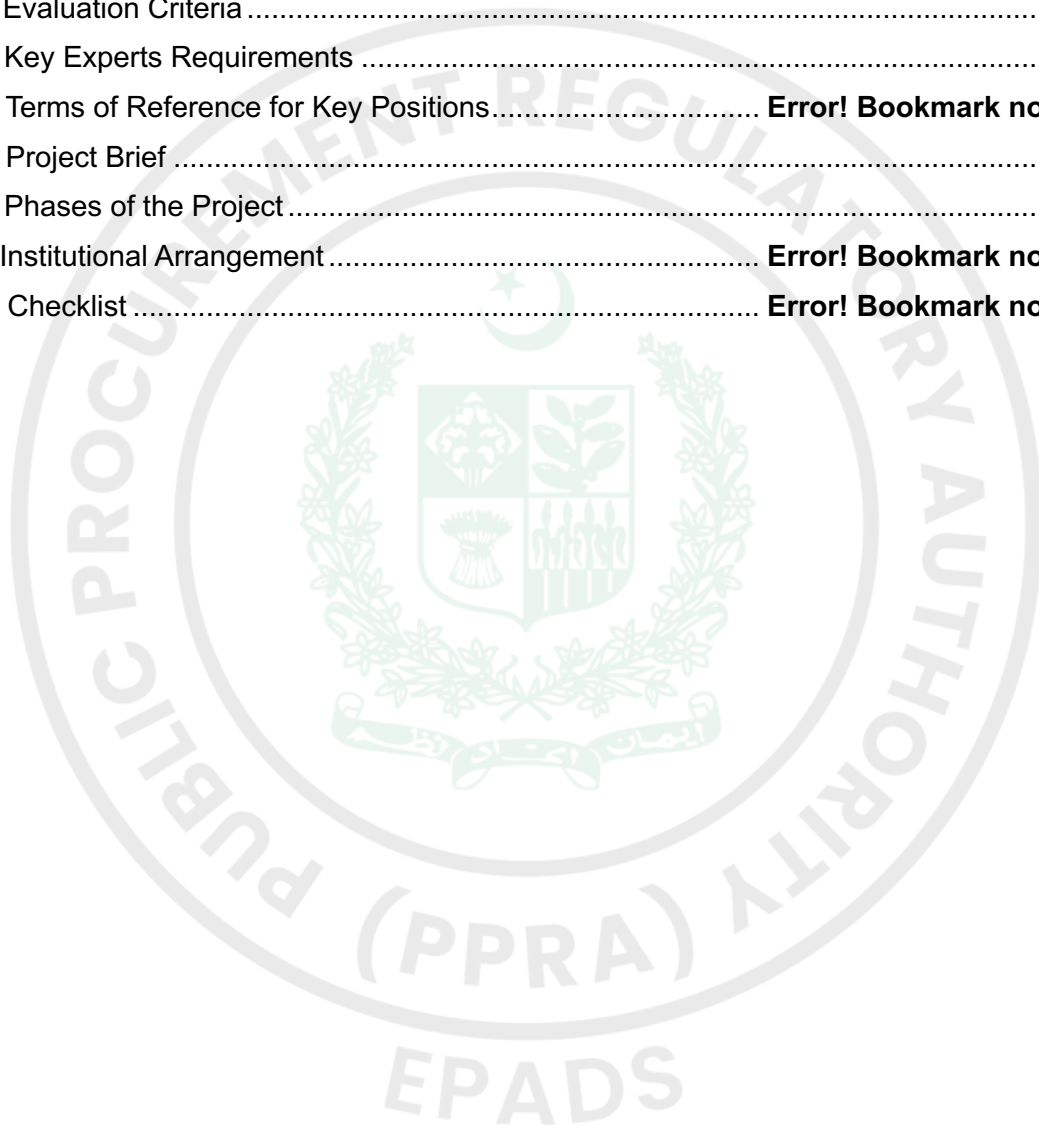 Evaluation Criteria ..........................................................................................
Key Experts Requirements ..........................................................................................
Terms of Reference for Key Positions.................................. Error! Bookmark no
Project Brief ..........................................................................................
Phases of the Project ..........................................................................................
Institutional Arrangement ...................................................... Error! Bookmark no
Checklist ............................................................................... Error! Bookmark no
PUBLIC PROCUREMENT REGULATORY AUTHORITY
(PPRA)
EPADS